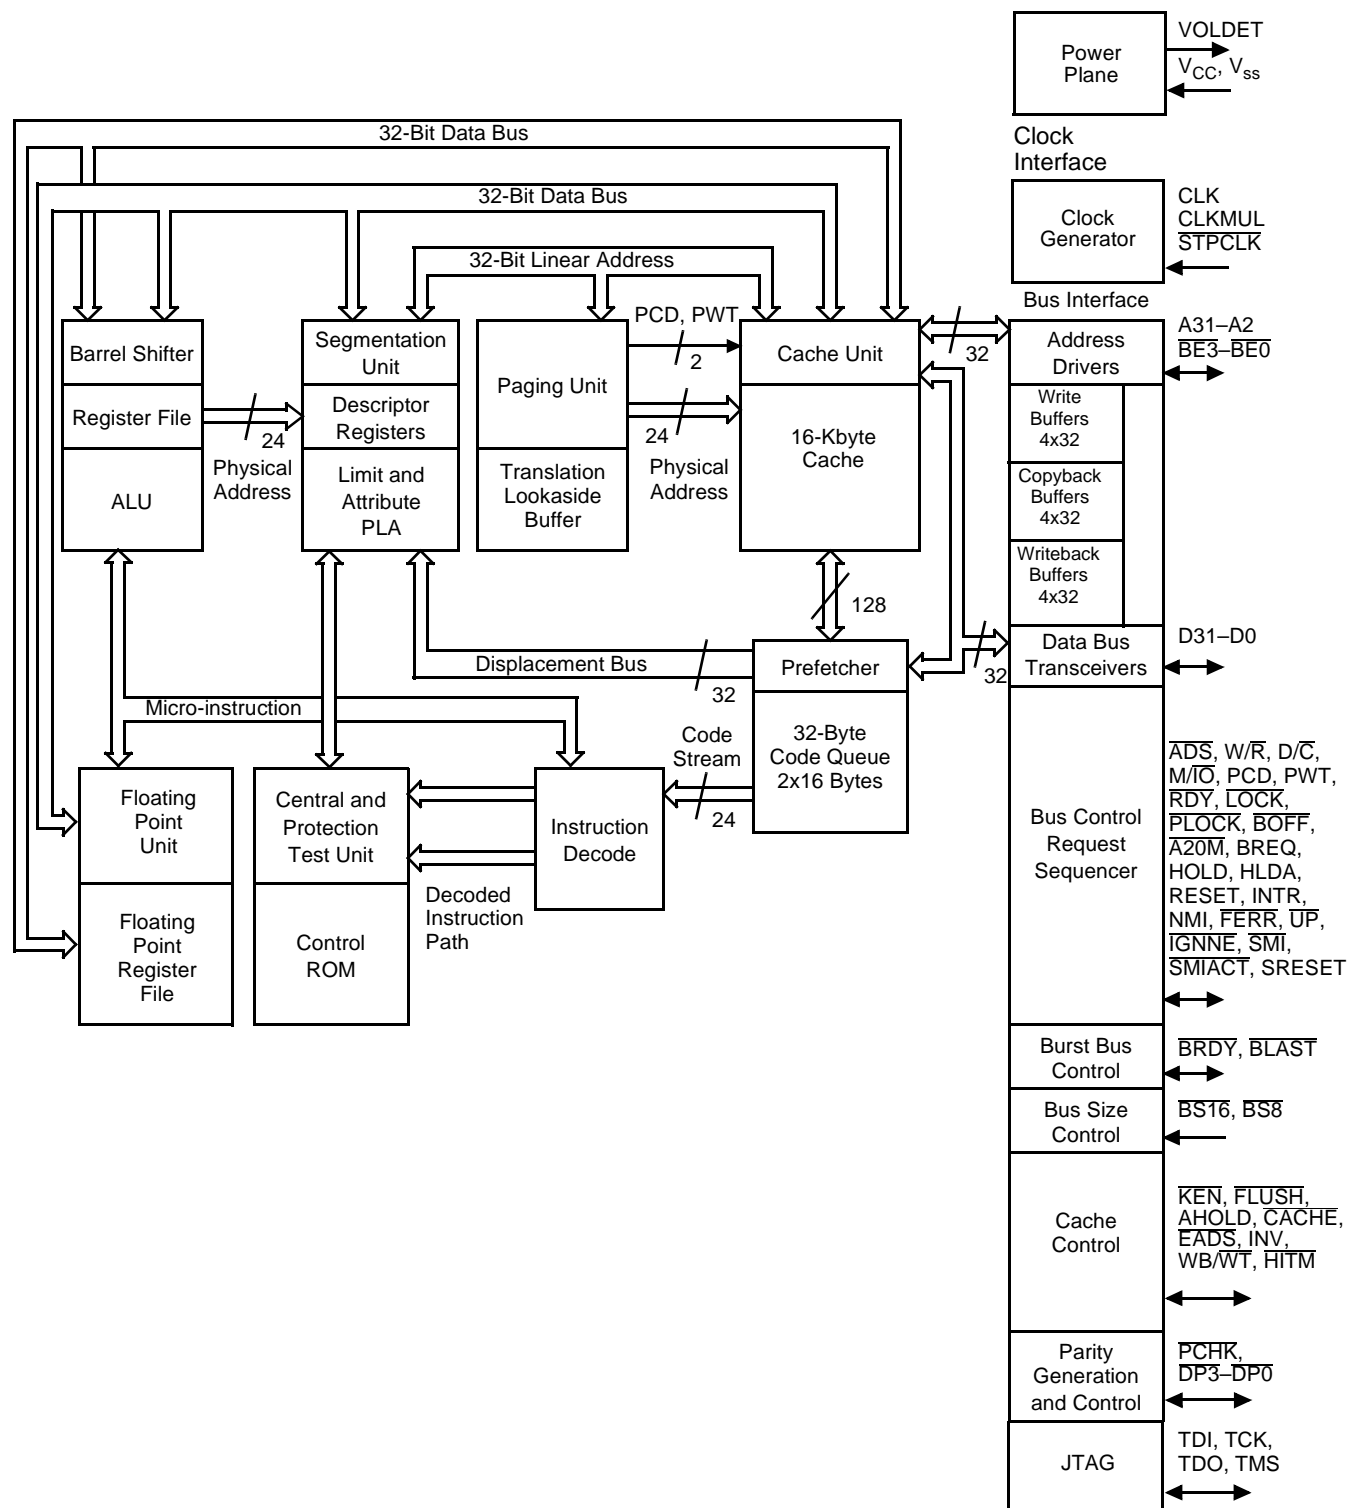 VOLDET
Power
Plane
VCC, Vss
32-Bit Data Bus
Clock
Interface
32-Bit Data Bus
Clock
Generator
CLK
CLKMUL
STPCLK
32-Bit Linear Address
Bus Interface
PCD, PWT
2
Barrel Shifter
Register File
ALU
24
Physical
Address
Segmentation
Unit
Descriptor
Registers
Limit and
Attribute
PLA
Paging Unit
Translation
Lookaside
Buffer
24
Physical
Address
Cache Unit
16-Kbyte
Cache
32
Address
Drivers
A31–A2
BE3–BE0
Write
Buffers
4x32
Copyback
Buffers
4x32
Writeback
Buffers
4x32
128
Displacement Bus
32
Prefetcher
32
Data Bus
Transceivers
D31–D0
Micro-instruction
32-Byte
Code Queue
2x16 Bytes
Code
Stream
24
Floating
Point
Unit
Floating
Point
Register
File
Central and
Protection
Test Unit
Control
ROM
Instruction
Decode
Decoded
Instruction
Path
Bus Control
Request
Sequencer
ADS, W/R, D/C,
M/IO, PCD, PWT,
RDY, LOCK,
PLOCK, BOFF,
A20M, BREQ,
HOLD, HLDA,
RESET, INTR,
NMI, FERR, UP,
IGNNE, SMI,
SMIACT, SRESET
Burst Bus
Control
BRDY, BLAST
Bus Size
Control
BS16, BS8
Cache
Control
KEN, FLUSH,
AHOLD, CACHE,
EADS, INV,
WB/WT, HITM
Parity
Generation
and Control
PCHK,
DP3–DP0
JTAG
TDI, TCK,
TDO, TMS